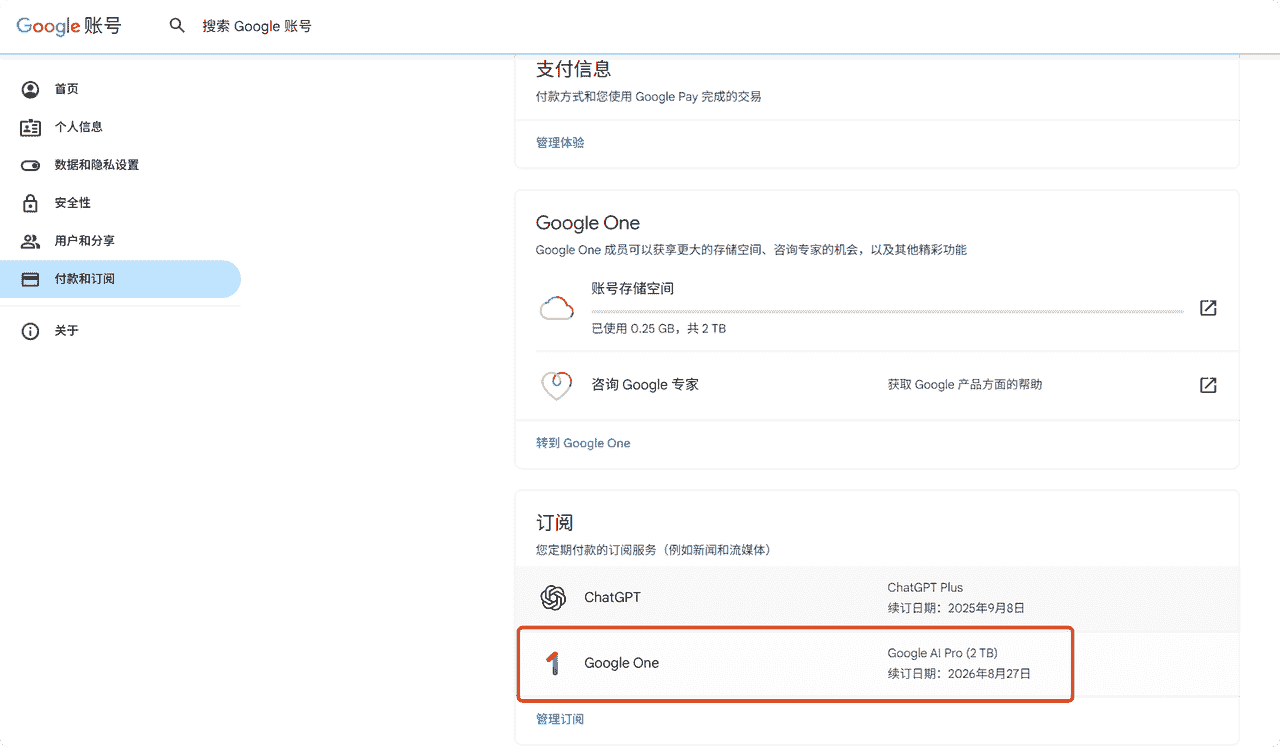 Google 账号
搜索 Google 账号
首页
个人信息
数据和隐私设置
安全性
用户和分享
付款和订阅
关于
支付信息
付款方式和您使用 Google Pay 完成的交易
管理体验
Google One
Google One 成员可以获享更大的存储空间、咨询专家的机会，以及其他精彩功能
账号存储空间
已使用 0.25 GB，共 2 TB
咨询 Google 专家
获取 Google 产品方面的帮助
转到 Google One
订阅
您定期付款的订阅服务（例如新闻和流媒体）
ChatGPT
ChatGPT Plus
续订日期：2025年9月8日
Google One
Google AI Pro (2 TB)
续订日期：2026年8月27日
管理订阅